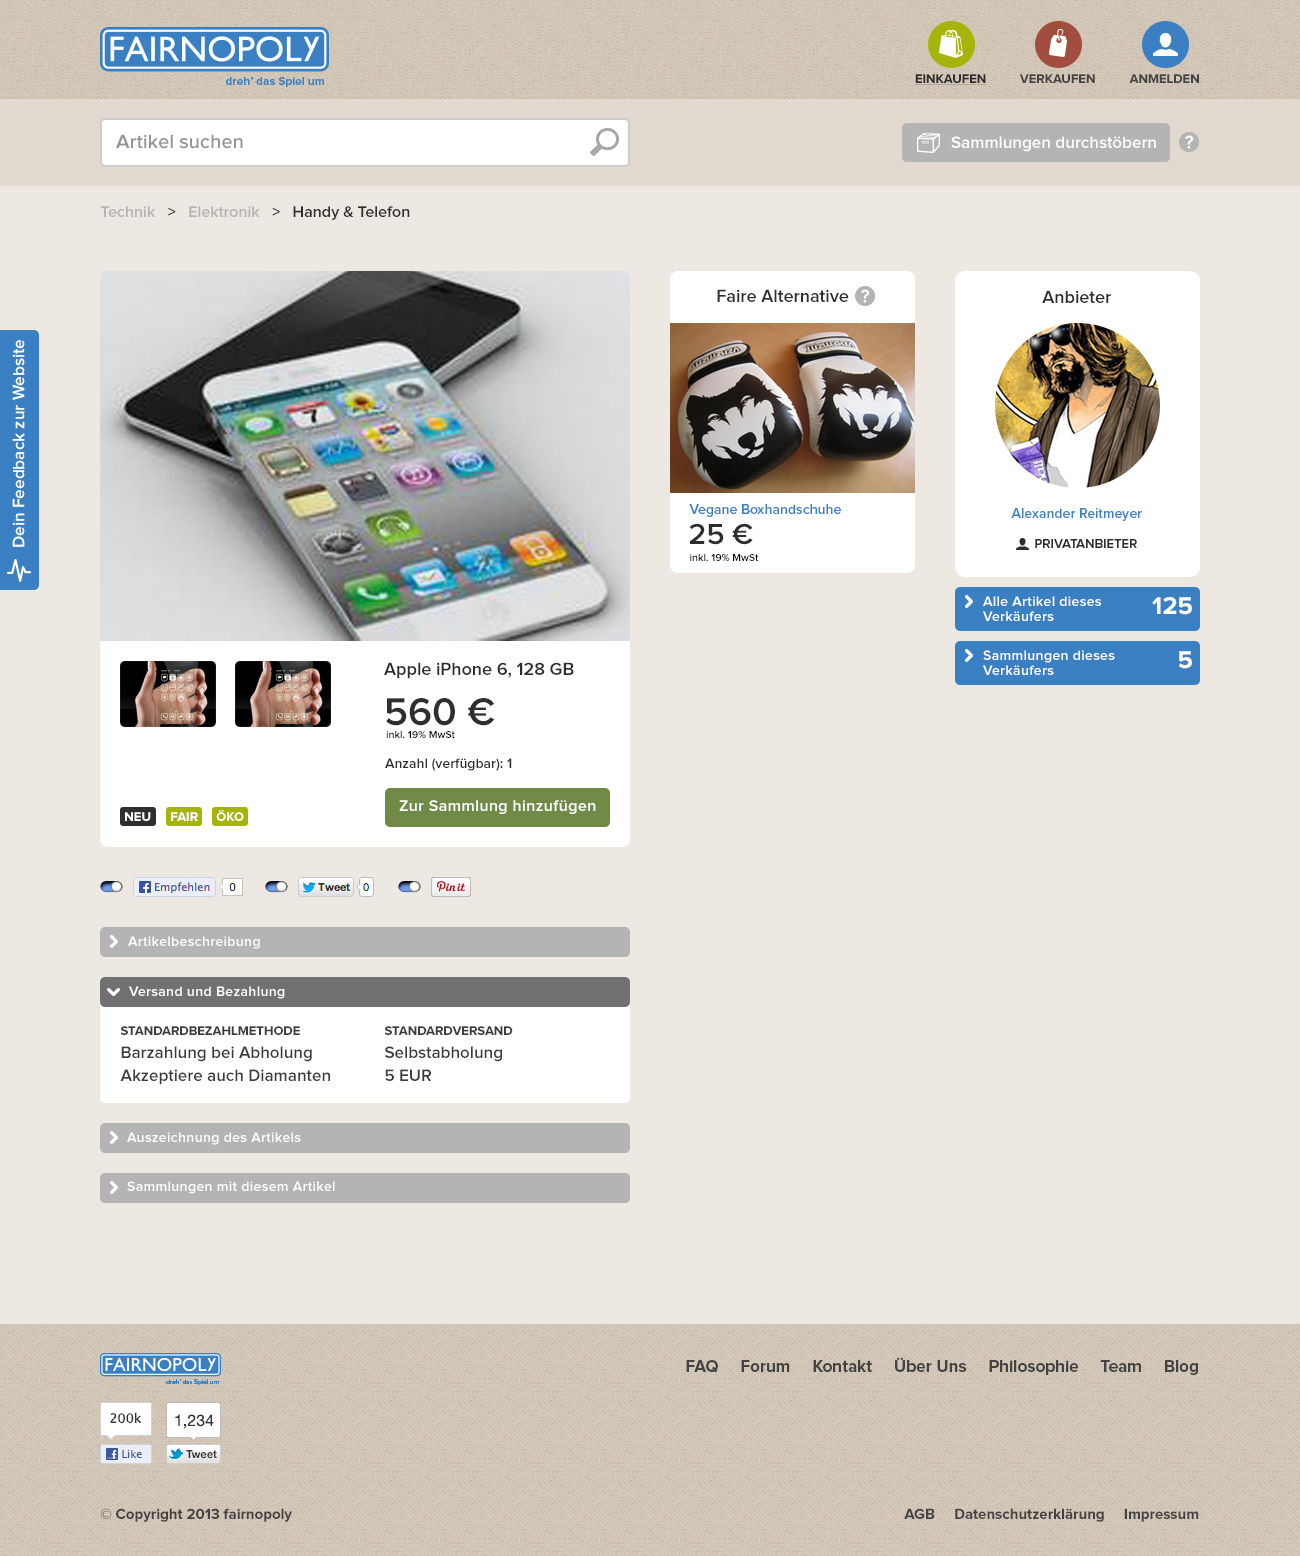 FAIRNOPOLY
dreh' das Spiel um
EINKAUFEN
VERKAUFEN
ANMELDEN
Artikel suchen
Sammlungen durchstöbern
?
Technik > Elektronik > Handy & Telefon
Dein Feedback zur Website
Faire Alternative ?
Vegane Boxhandschuhe
25 €
inkl. 19% MwSt
Anbieter
Alexander Reitmeyer
PRIVATANBIETER
Alle Artikel dieses
Verkäufers
125
Sammlungen dieses
Verkäufers
5
Apple iPhone 6, 128 GB
560 €
inkl. 19% MwSt
Anzahl (verfügbar): 1
Zur Sammlung hinzufügen
NEU FAIR ÖKO
Empfehlen 0
Tweet 0
Pin it
Artikelbeschreibung
Versand und Bezahlung
STANDARDBEZAHLMETHODE
Barzahlung bei Abholung
Akzeptiere auch Diamanten
STANDARDVERSAND
Selbstabholung
5 EUR
Auszeichnung des Artikels
Sammlungen mit diesem Artikel
FAIRNOPOLY
dreh' das Spiel um
200k
Like
1,234
Tweet
FAQ Forum Kontakt Über Uns Philosophie Team Blog
© Copyright 2013 fairnopoly
AGB Datenschutzerklärung Impressum